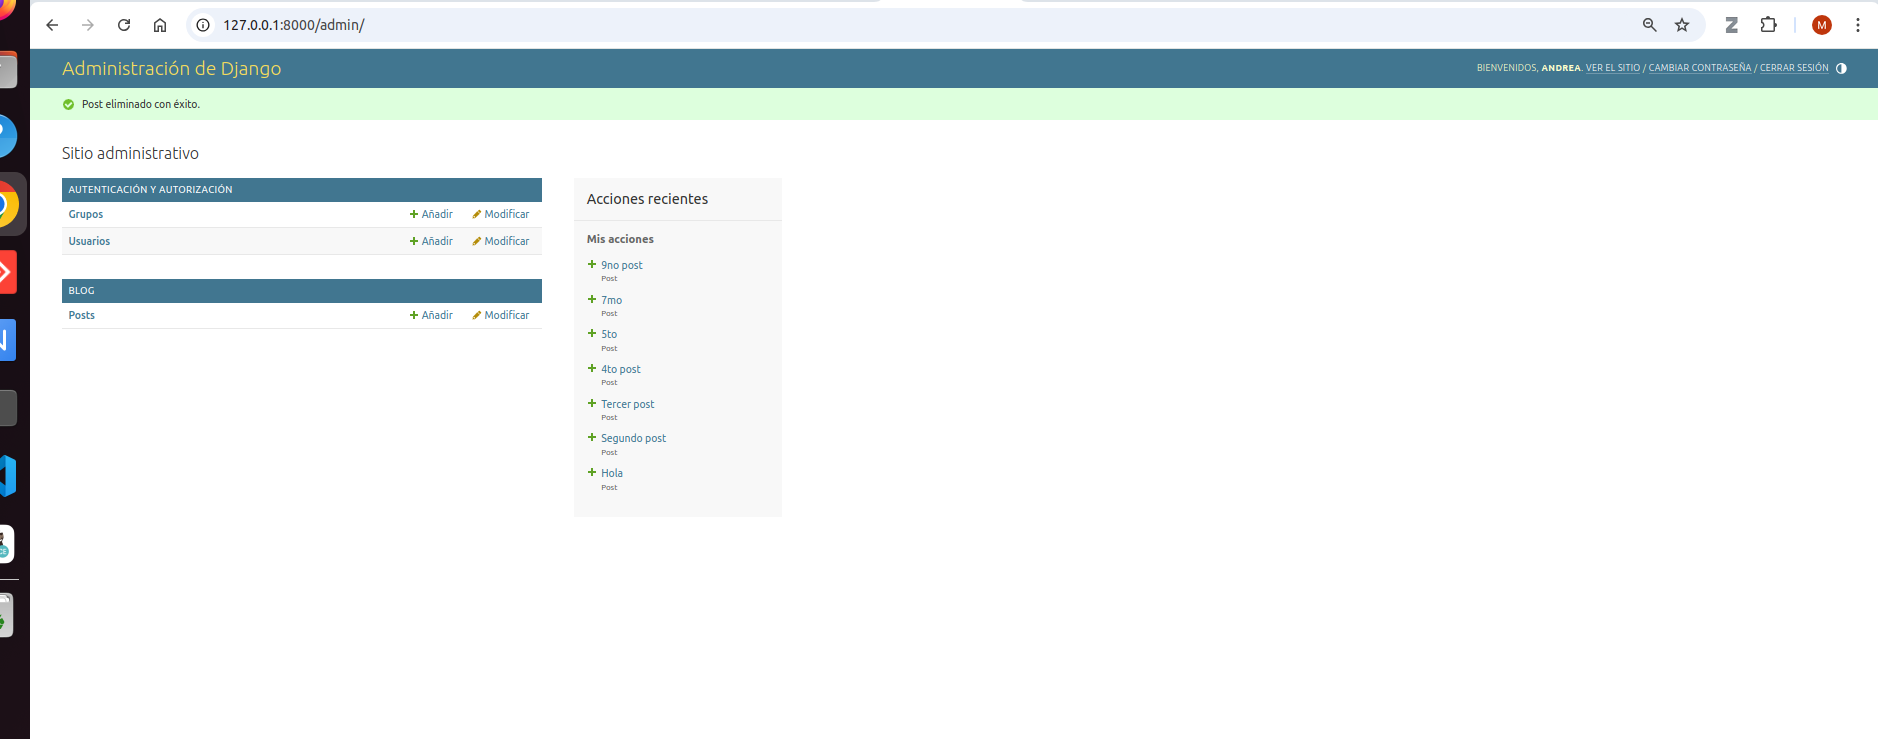 127.0.0.1:8000/admin/
M
Administración de Django
BIENVENIDOS, ANDREA. VER EL SITIO / CAMBIAR CONTRASEÑA / CERRAR SESIÓN
Post eliminado con éxito.
Sitio administrativo
AUTENTICACIÓN Y AUTORIZACIÓN
Grupos Añadir Modificar
Usuarios Añadir Modificar
BLOG
Posts Añadir Modificar
Acciones recientes
Mis acciones
9no post
Post
7mo
Post
5to
Post
4to post
Post
Tercer post
Post
Segundo post
Post
Hola
Post